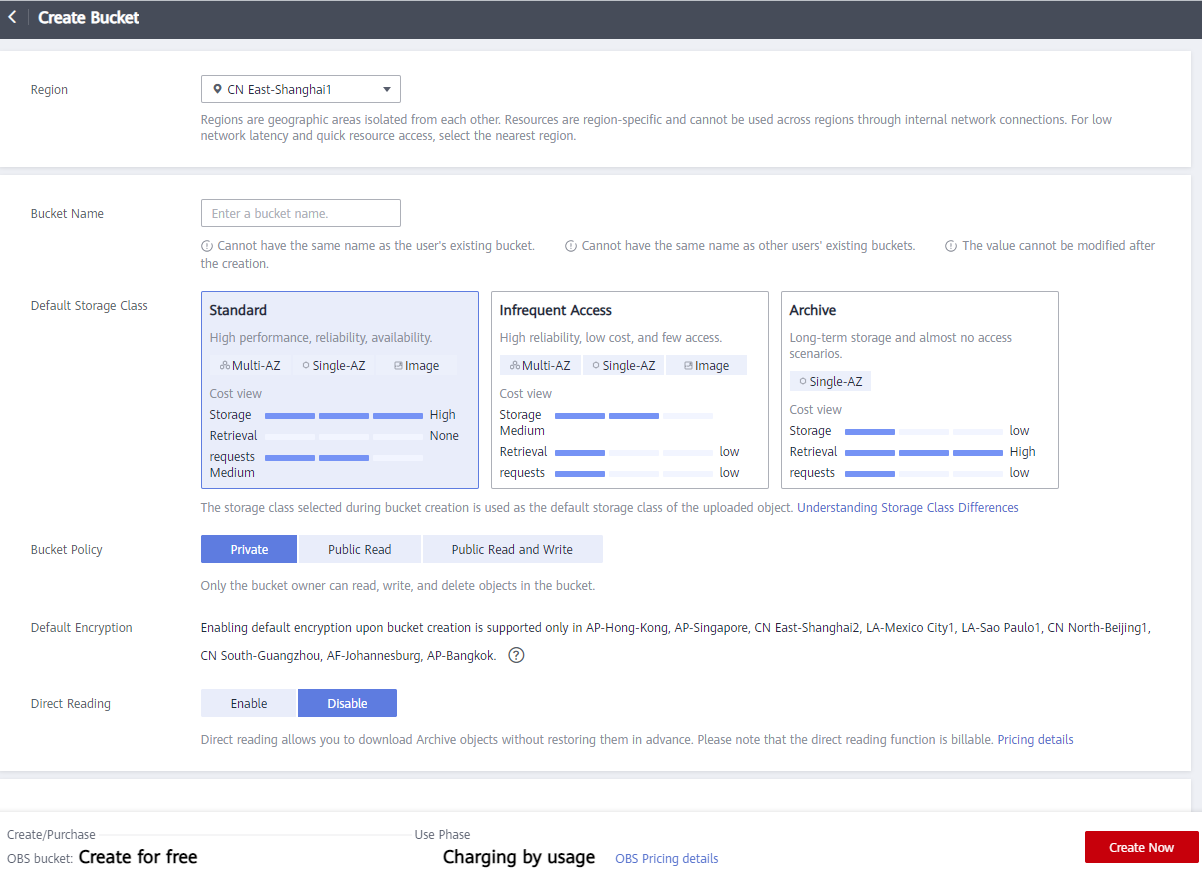 Create Bucket
Region
CN East-Shanghai1
Regions are geographic areas isolated from each other. Resources are region-specific and cannot be used across regions through internal network connections. For low
network latency and quick resource access, select the nearest region.
Bucket Name
Enter a bucket name.
Cannot have the same name as the user's existing bucket. Cannot have the same name as other users' existing buckets. The value cannot be modified after
the creation.
Default Storage Class
Standard
High performance, reliability, availability.
Multi-AZ Single-AZ Image
Cost view
Storage High
Retrieval None
requests
Medium
Infrequent Access
High reliability, low cost, and few access.
Multi-AZ Single-AZ Image
Cost view
Storage
Medium
Retrieval low
requests low
Archive
Long-term storage and almost no access
scenarios.
Single-AZ
Cost view
Storage low
Retrieval High
requests low
The storage class selected during bucket creation is used as the default storage class of the uploaded object. Understanding Storage Class Differences
Bucket Policy
Private Public Read Public Read and Write
Only the bucket owner can read, write, and delete objects in the bucket.
Default Encryption
Enabling default encryption upon bucket creation is supported only in AP-Hong-Kong, AP-Singapore, CN East-Shanghai2, LA-Mexico City1, LA-Sao Paulo1, CN North-Beijing1,
CN South-Guangzhou, AF-Johannesburg, AP-Bangkok. ?
Direct Reading
Enable Disable
Direct reading allows you to download Archive objects without restoring them in advance. Please note that the direct reading function is billable. Pricing details
Create/Purchase Use Phase
OBS bucket: Create for free Charging by usage OBS Pricing details
Create Now